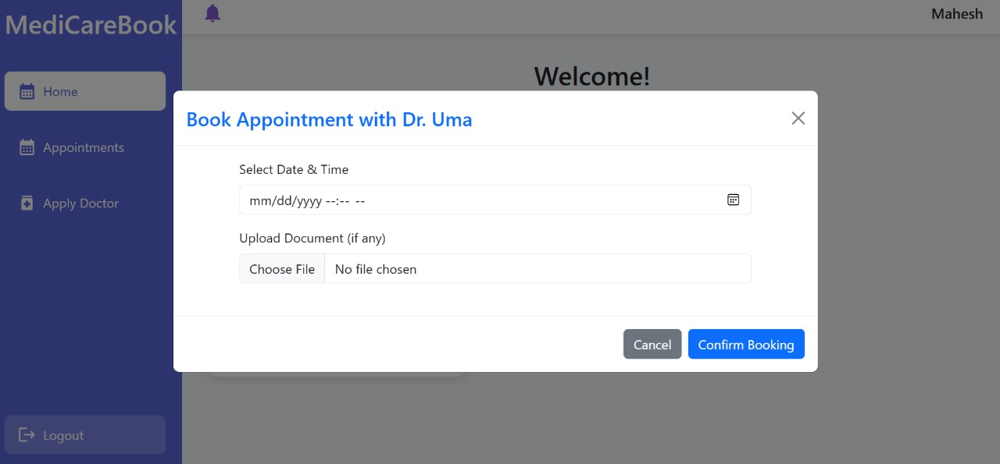 MediCareBook
Mahesh
Home
Appointments
Apply Doctor
Logout
Welcome!
Book Appointment with Dr. Uma
Select Date & Time
mm/dd/yyyy --:-- --
Upload Document (if any)
Choose File No file chosen
Cancel Confirm Booking